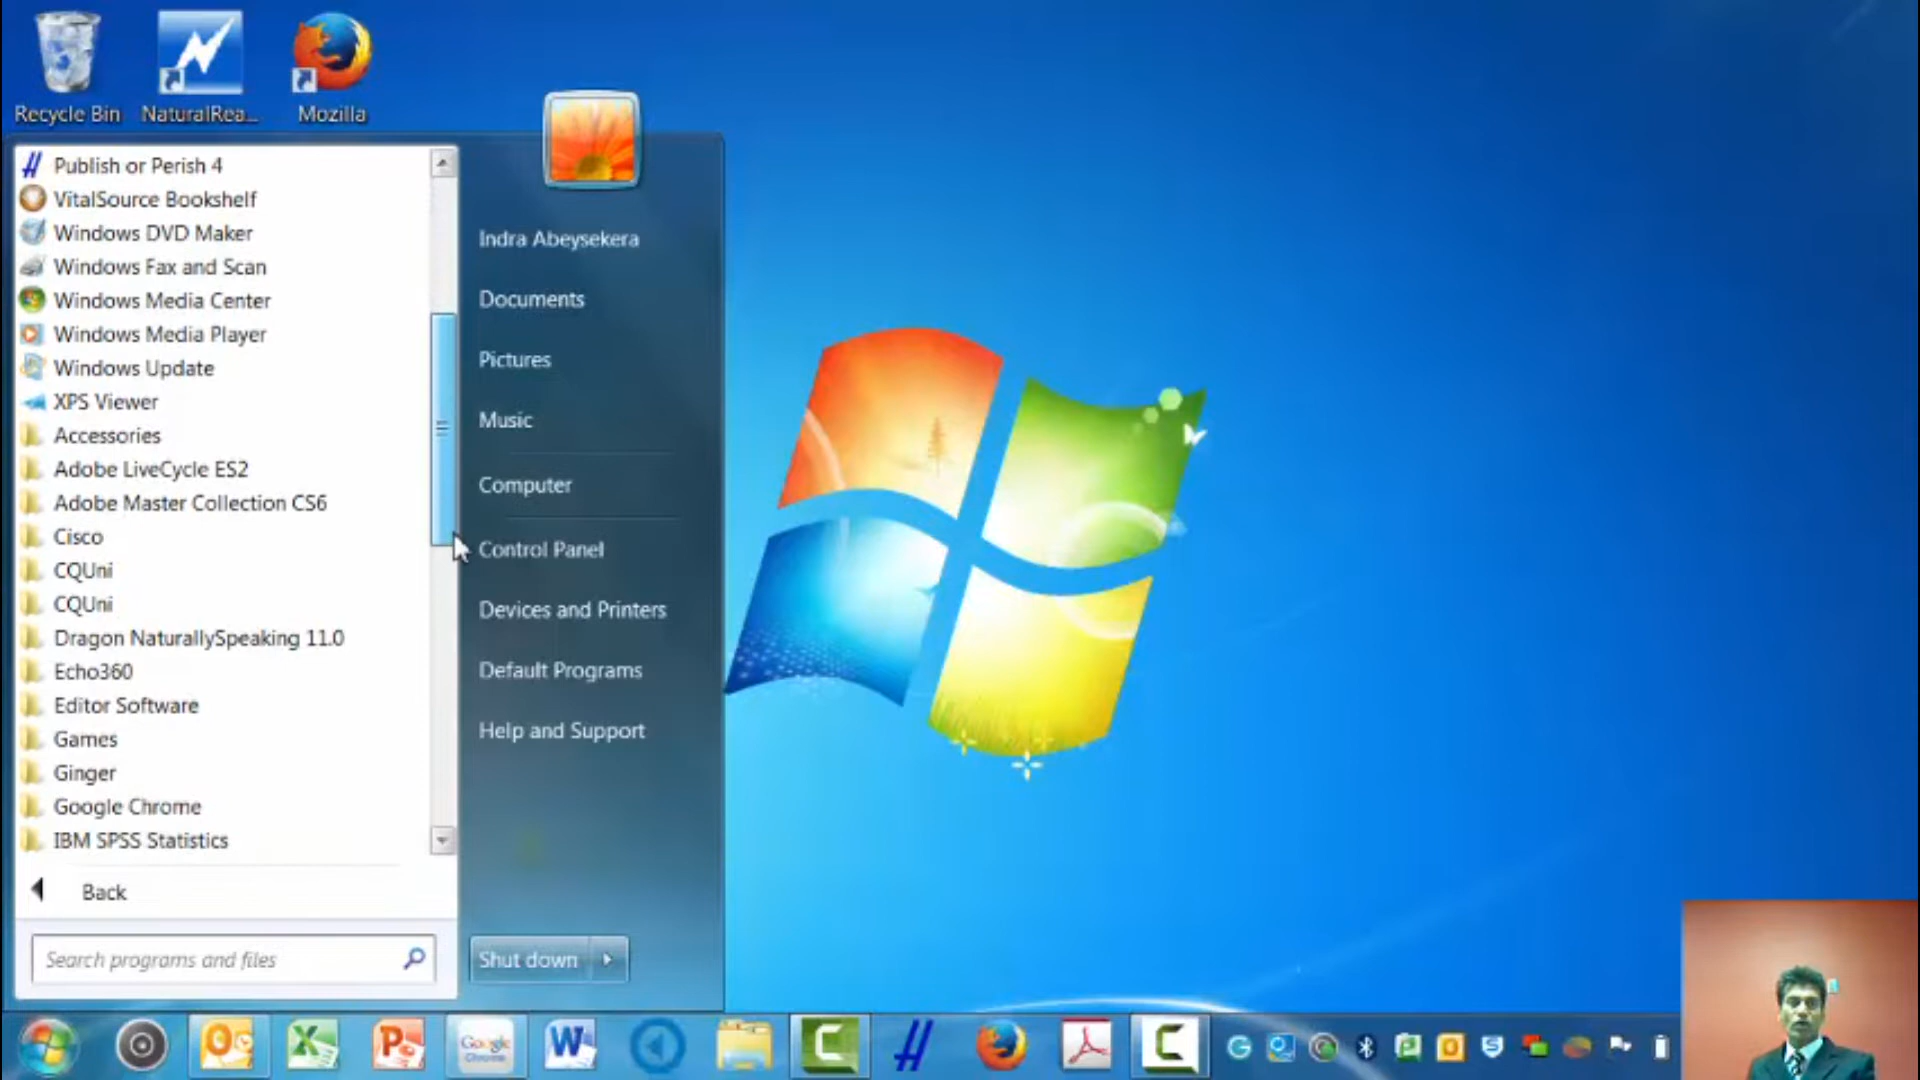 Recycle Bin
NaturalRea...
Mozilla
Publish or Perish 4
VitalSource Bookshelf
Windows DVD Maker
Windows Fax and Scan
Windows Media Center
Windows Media Player
Windows Update
XPS Viewer
Accessories
Adobe LiveCycle ES2
Adobe Master Collection CS6
Cisco
CQUni
CQUni
Dragon NaturallySpeaking 11.0
Echo360
Editor Software
Games
Ginger
Google Chrome
IBM SPSS Statistics
Back
Search programs and files
Indra Abeysekera
Documents
Pictures
Music
Computer
Control Panel
Devices and Printers
Default Programs
Help and Support
Shut down
Google
Chrome